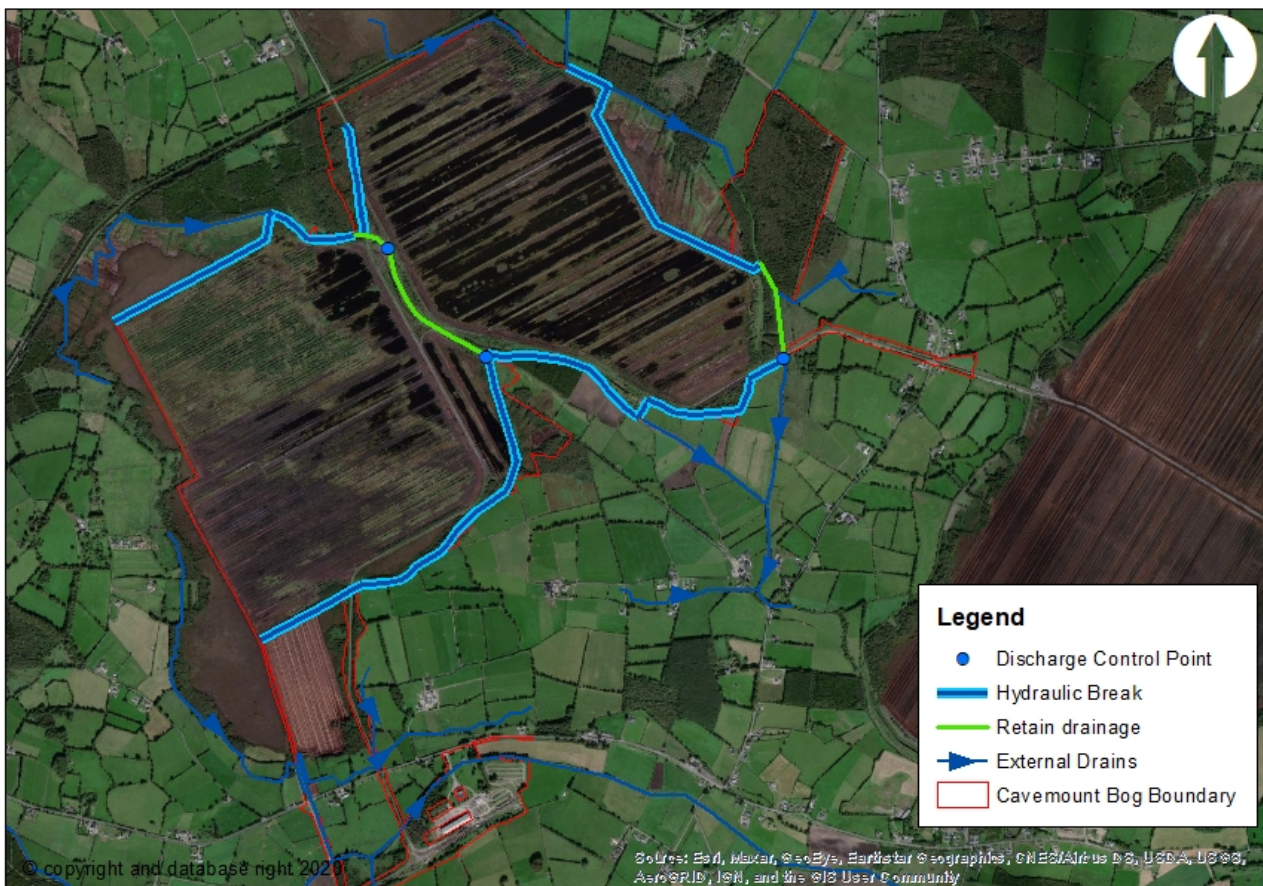 Legend
Discharge Control Point
Hydraulic Break
Retain drainage
External Drains
Cavemount Bog Boundary
© copyright and database right 2020
Source: Esri, Maxar, GeoEye, Earthstar Geographics, CNES/Airbus DS, USDA, USGS,
AeroGRID, IGN, and the GIS User Community